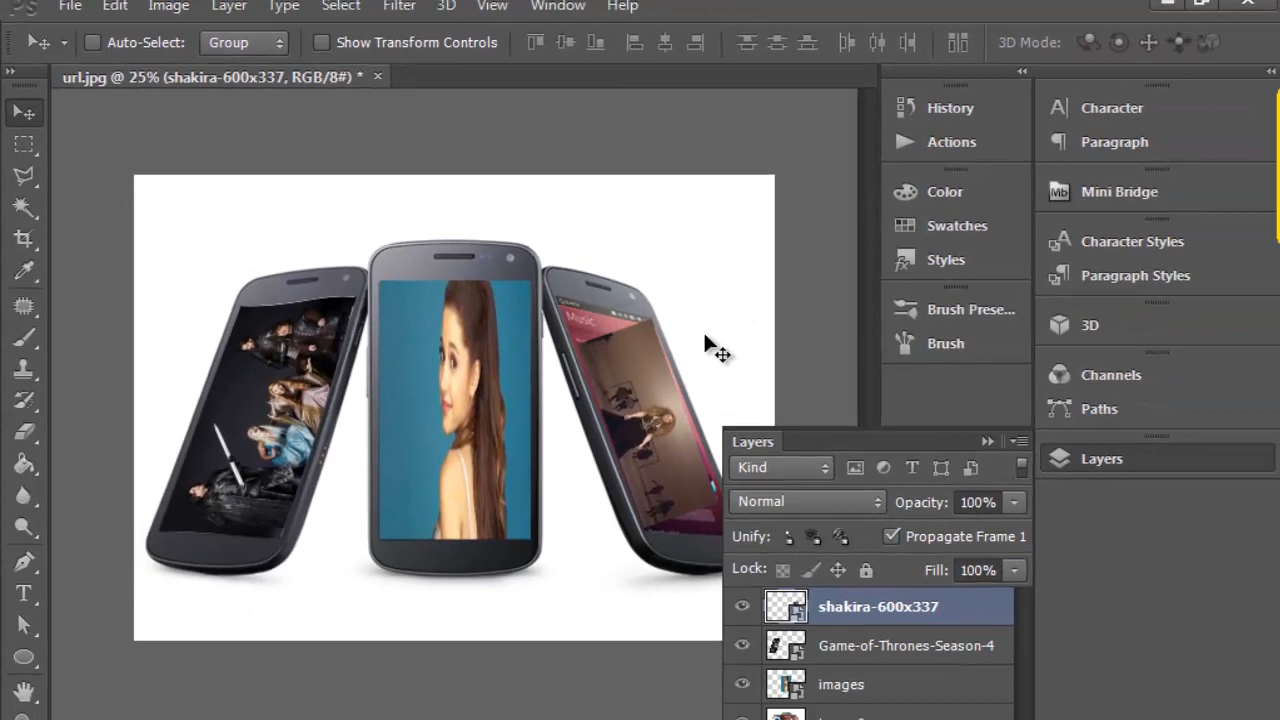 Ps File Edit Image Layer Type Select Filter 3D View Window Help
Auto-Select: Group Show Transform Controls 3D Mode:
url.jpg @ 25% (shakira-600x337, RGB/8#) * ×
History
Actions
Color
Swatches
Styles
Brush Prese...
Brush
Character
Paragraph
Mb Mini Bridge
Character Styles
Paragraph Styles
3D
Channels
Paths
Layers
Music
Layers
Kind
Normal Opacity: 100%
Unify: Propagate Frame 1
Lock: Fill: 100%
shakira-600x337
Game-of-Thrones-Season-4
images